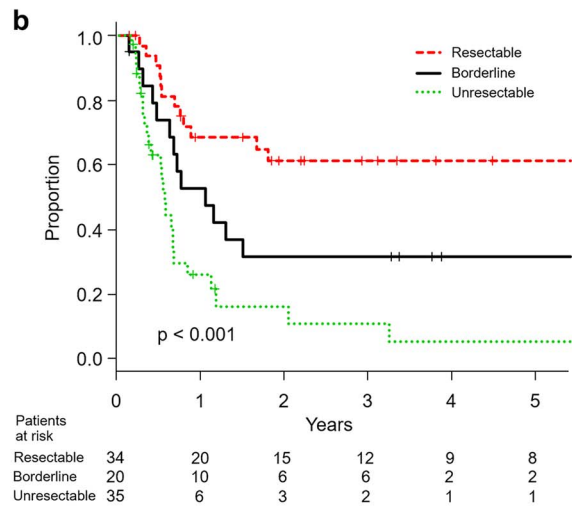 b
1.0
0.8
0.6
0.4
0.2
0.0
Proportion
Resectable
Borderline
Unresectable
p < 0.001
0 1 2 3 4 5
Years
Patients
at risk
Resectable 34 20 15 12 9 8
Borderline 20 10 6 6 2 2
Unresectable 35 6 3 2 1 1